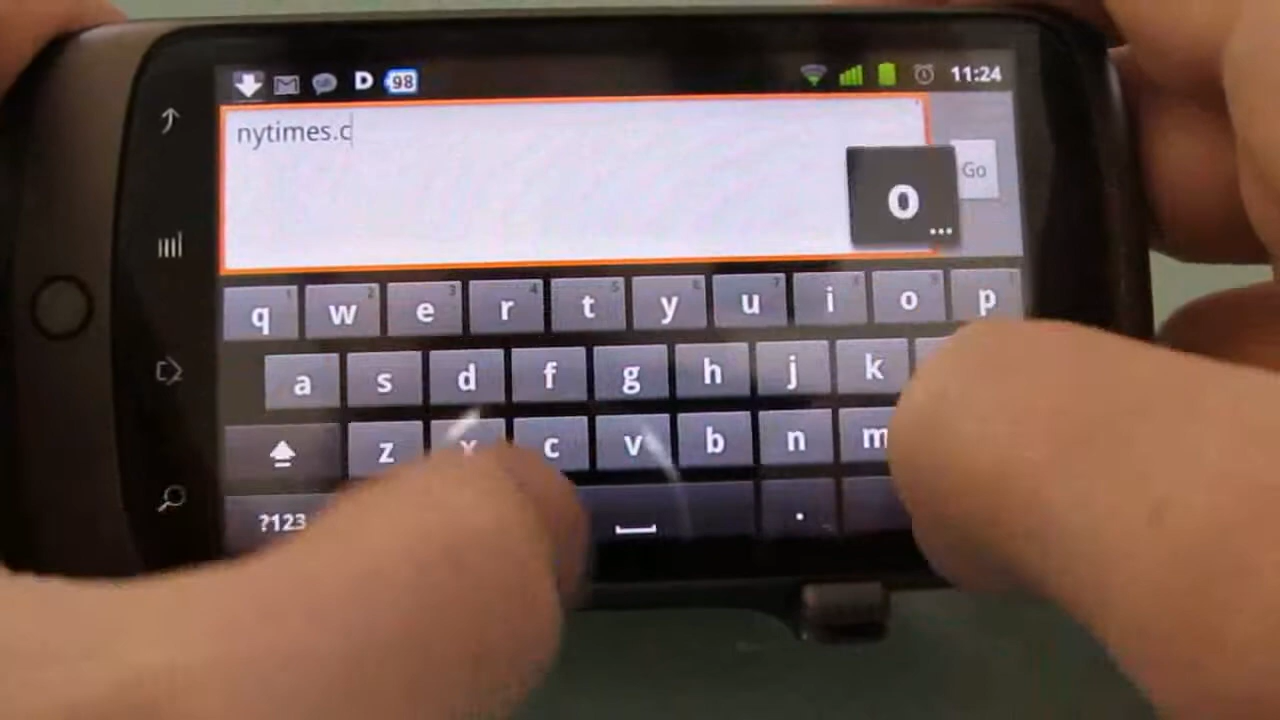 D 98 11:24
nytimes.c
Go
o
...
q w e r t y u i o p
a s d f g h j k
z x c v b n m
?123 .